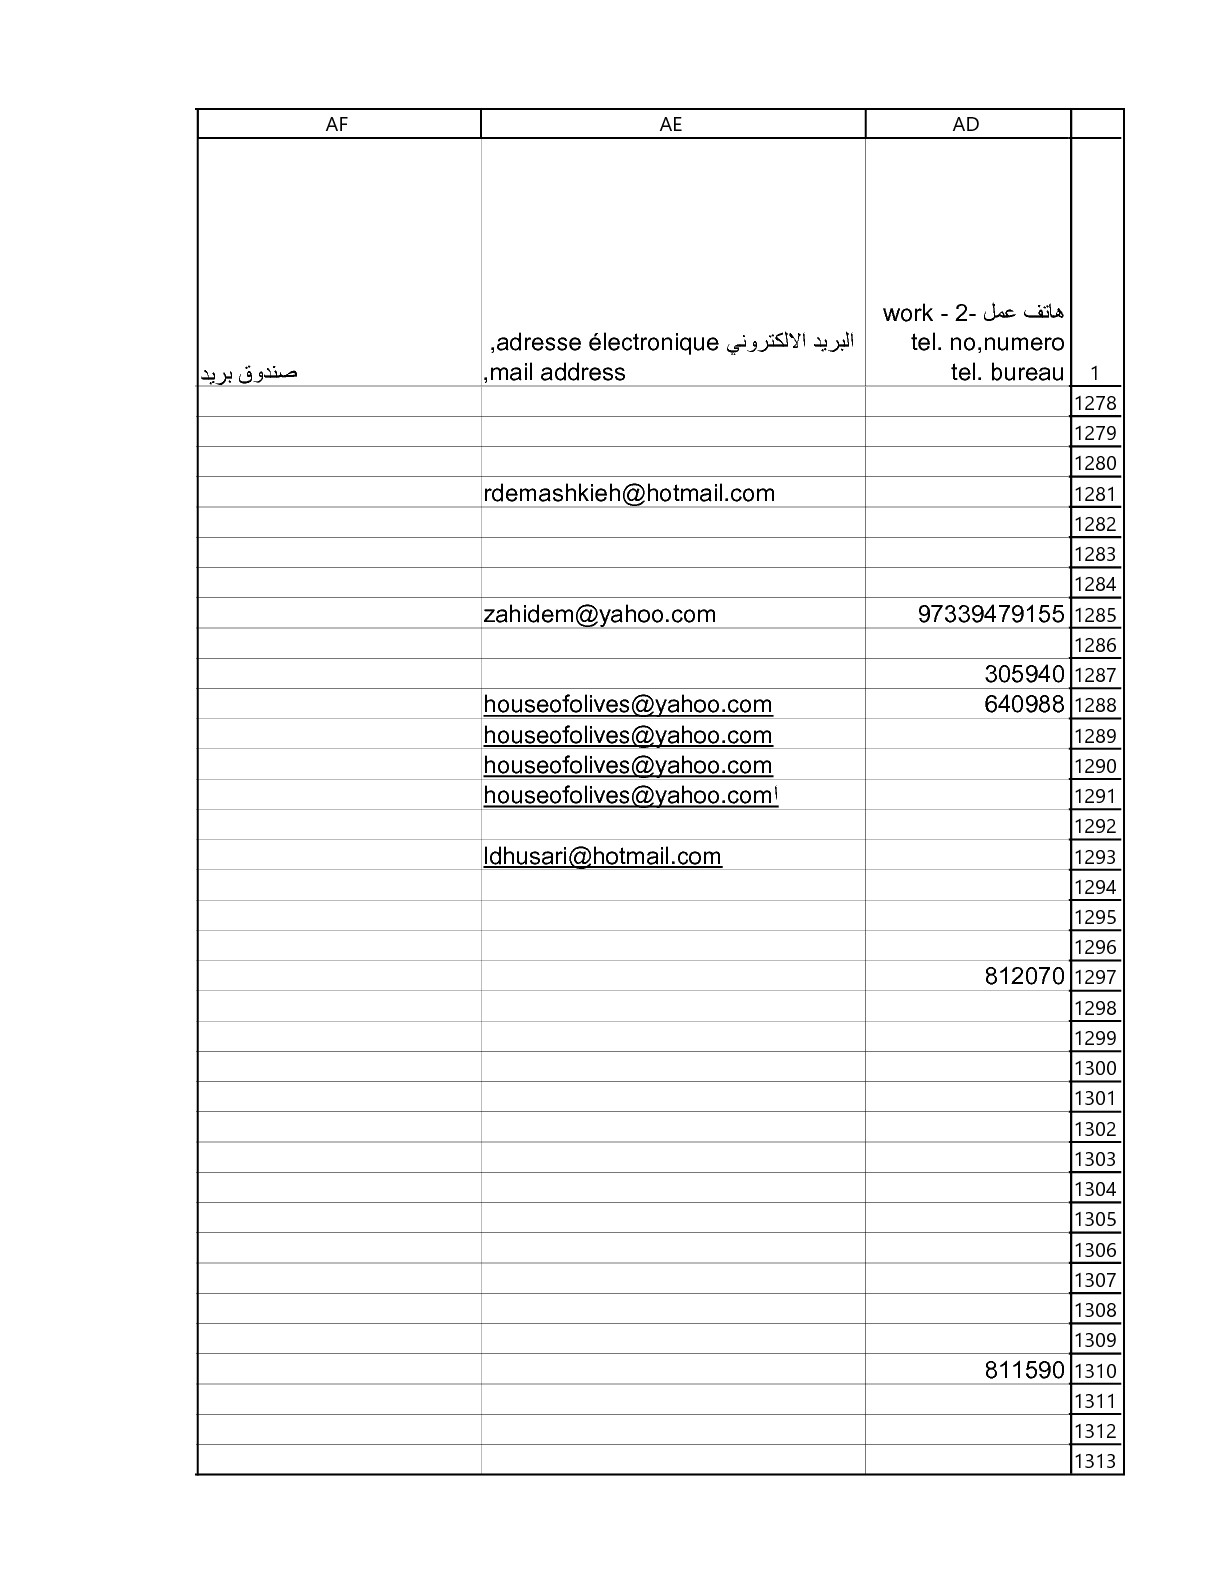 AD AE AF
هاتف عمل -2 - work
tel. no,numero
tel. bureau
البريد الالكتروني adresse électronique,
mail address,
صندوق بريد
1
1278
1279
1280
1281 rdemashkieh@hotmail.com
1282
1283
1284
1285 97339479155 zahidem@yahoo.com
1286
1287 305940
1288 640988 houseofolives@yahoo.com
1289 houseofolives@yahoo.com
1290 houseofolives@yahoo.com
1291 houseofolives@yahoo.comا
1292
1293 ldhusari@hotmail.com
1294
1295
1296
1297 812070
1298
1299
1300
1301
1302
1303
1304
1305
1306
1307
1308
1309
1310 811590
1311
1312
1313